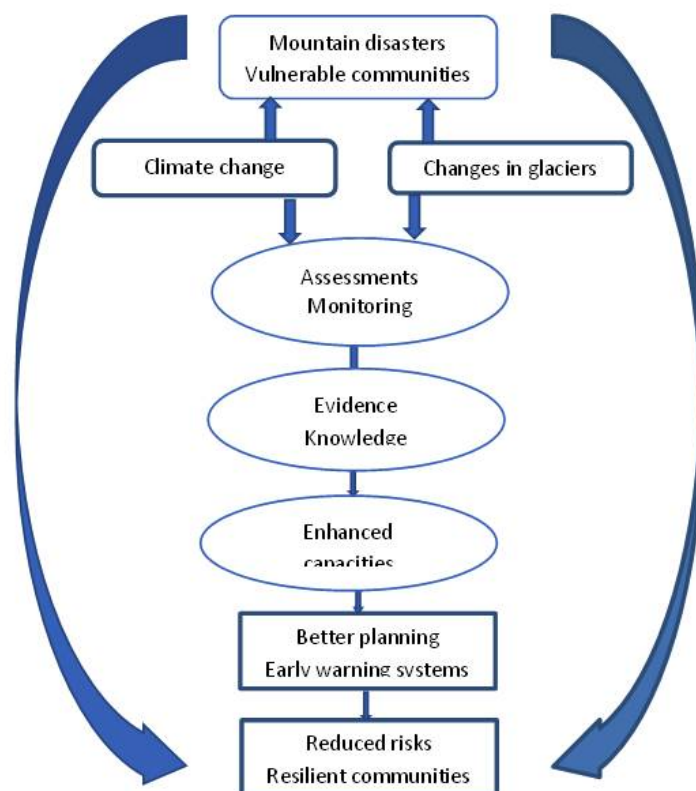 Mountain disasters
Vulnerable communities
Climate change
Changes in glaciers
Assessments
Monitoring
Evidence
Knowledge
Enhanced
capacities
Better planning
Early warning systems
Reduced risks
Resilient communities